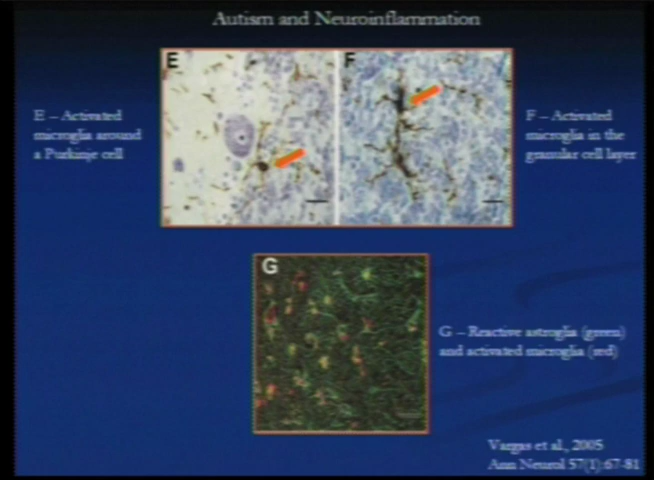 Autism and Neuroinflammation
E
F
E – Activated
microglia around
a Purkinje cell
F – Activated
microglia in the
granular cell layer
G
G – Reactive astroglia (green)
and activated microglia (red)
Vargas et al., 2005
Ann Neurol 57(1):67-81